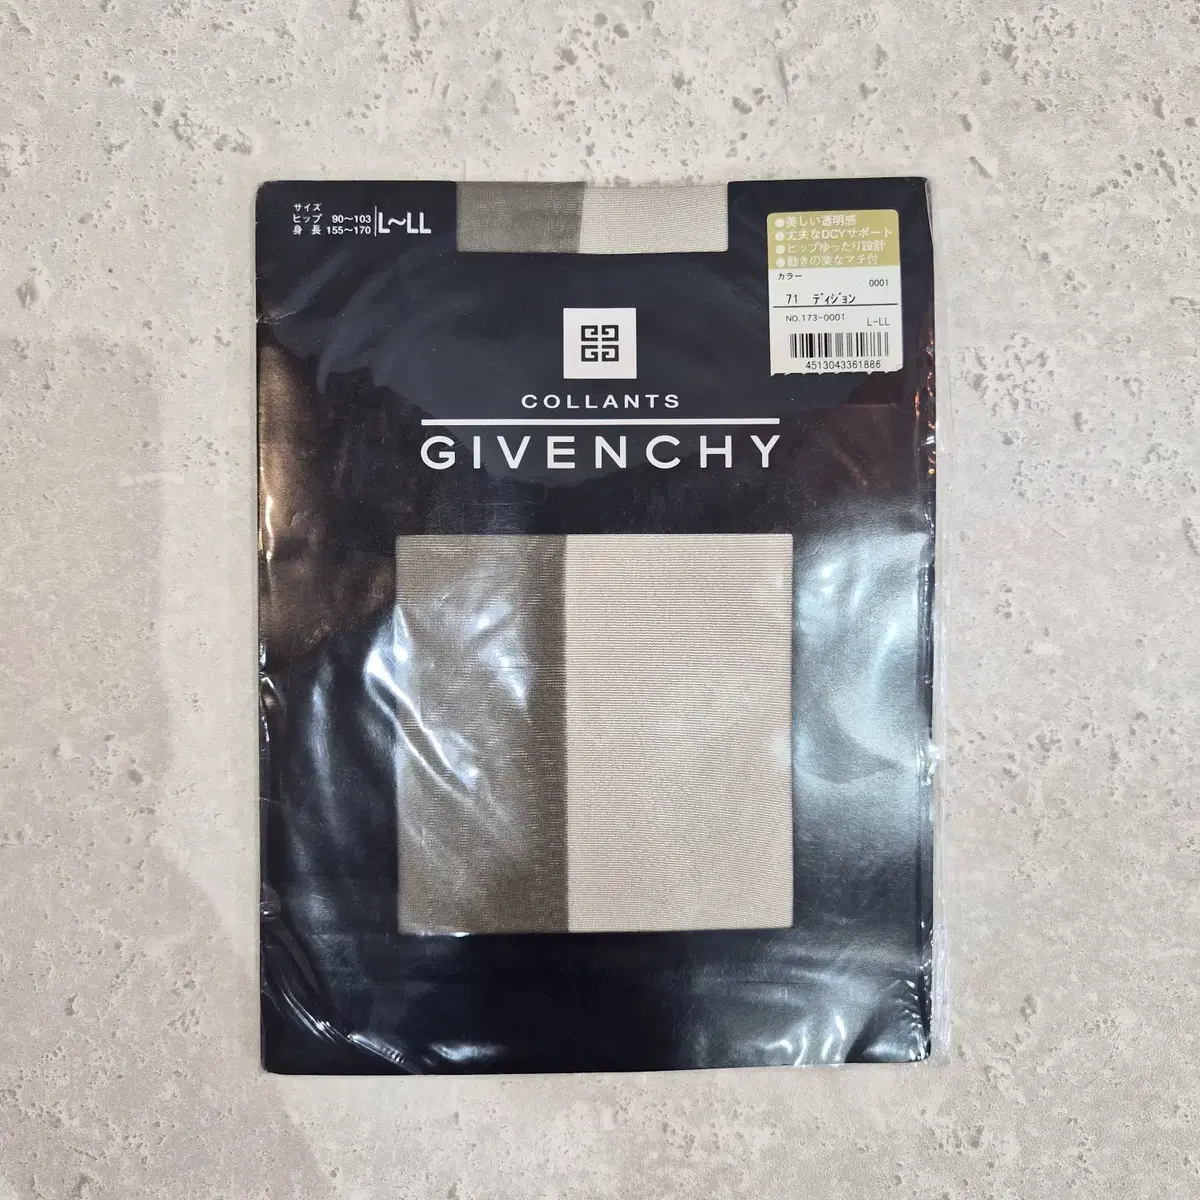 サイズ
ヒップ 90〜103
身長 155〜170
L〜LL
●美しい透明感
●丈夫なDCYサポート
●ヒップゆったり設計
●動きの楽なマチ付
カラー
0001
71 ディジョン
NO.173-0001
L-LL
4513043361886
COLLANTS
GIVENCHY